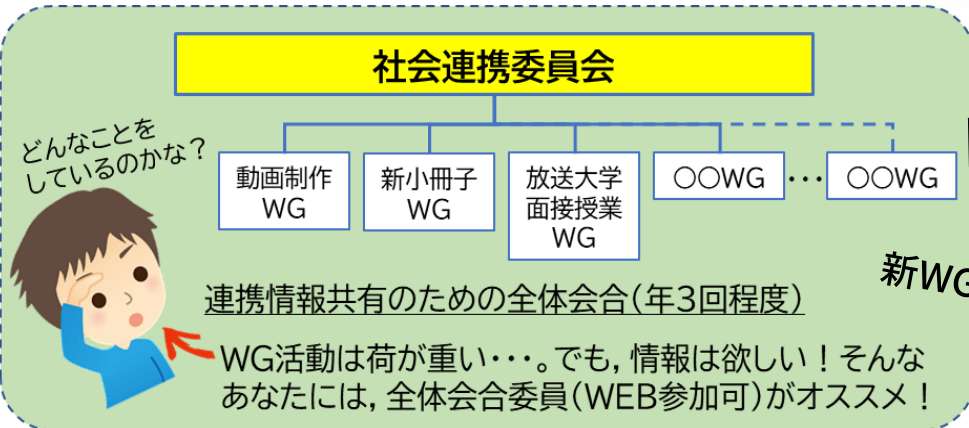 社会連携委員会
どんなことを
しているのかな？
動画制作
WG
新小冊子
WG
放送大学
面接授業
WG
〇〇WG
･･･
〇〇WG
新WG
連携情報共有のための全体会合（年３回程度）
WG活動は荷が重い･･･。でも，情報は欲しい！そんな
あなたには，全体会合委員（WEB参加可）がオススメ！